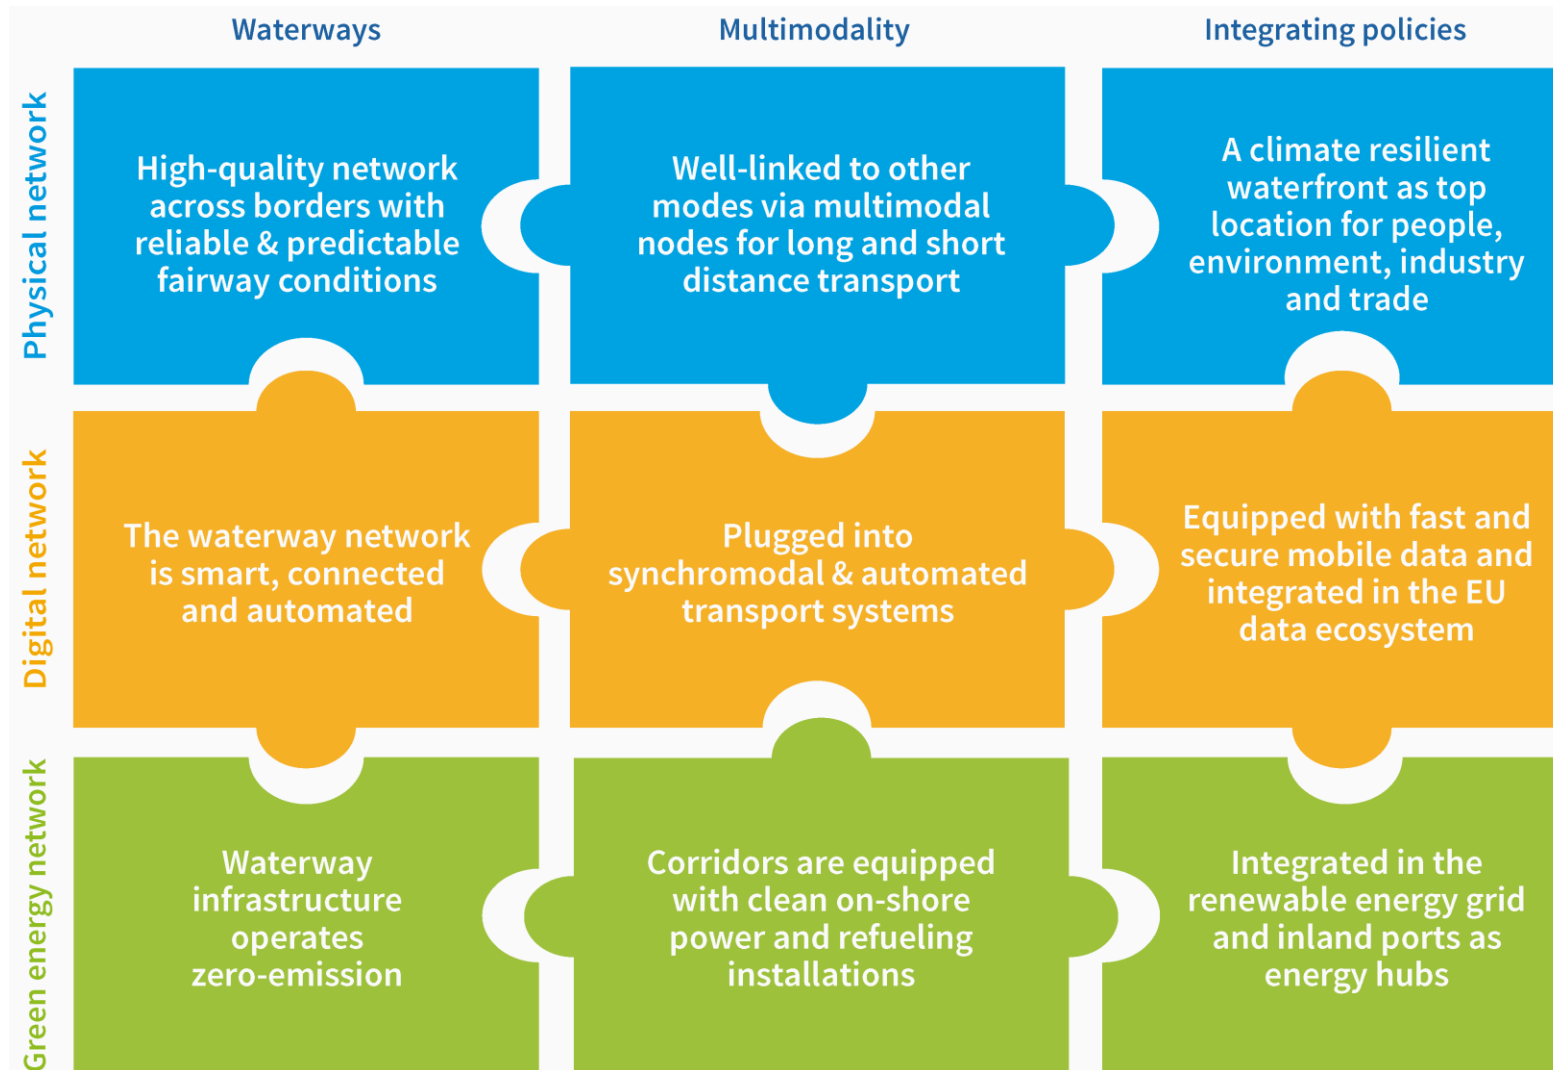 Waterways
Multimodality
Integrating policies
Physical network
High-quality network
across borders with
reliable & predictable
fairway conditions
Well-linked to other
modes via multimodal
nodes for long and short
distance transport
A climate resilient
waterfront as top
location for people,
environment, industry
and trade
Digital network
The waterway network
is smart, connected
and automated
Plugged into
synchromodal & automated
transport systems
Equipped with fast and
secure mobile data and
integrated in the EU
data ecosystem
Green energy network
Waterway
infrastructure
operates
zero-emission
Corridors are equipped
with clean on-shore
power and refueling
installations
Integrated in the
renewable energy grid
and inland ports as
energy hubs